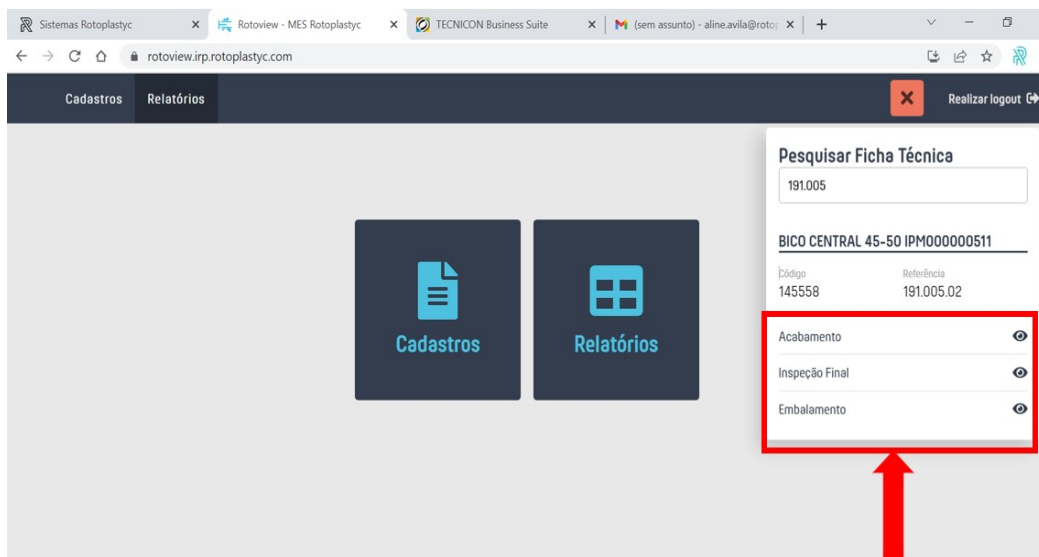 Sistemas Rotoplastyc
Rotoview - MES Rotoplastyc
TECNICON Business Suite
(sem assunto) - aline.avila@roto
rotoview.irp.rotoplastyc.com
Cadastros Relatórios Realizar logout
Pesquisar Ficha Técnica
191.005
BICO CENTRAL 45-50 IPM000000511
Código Referência
145558 191.005.02
Acabamento
Inspeção Final
Embalamento
Cadastros
Relatórios